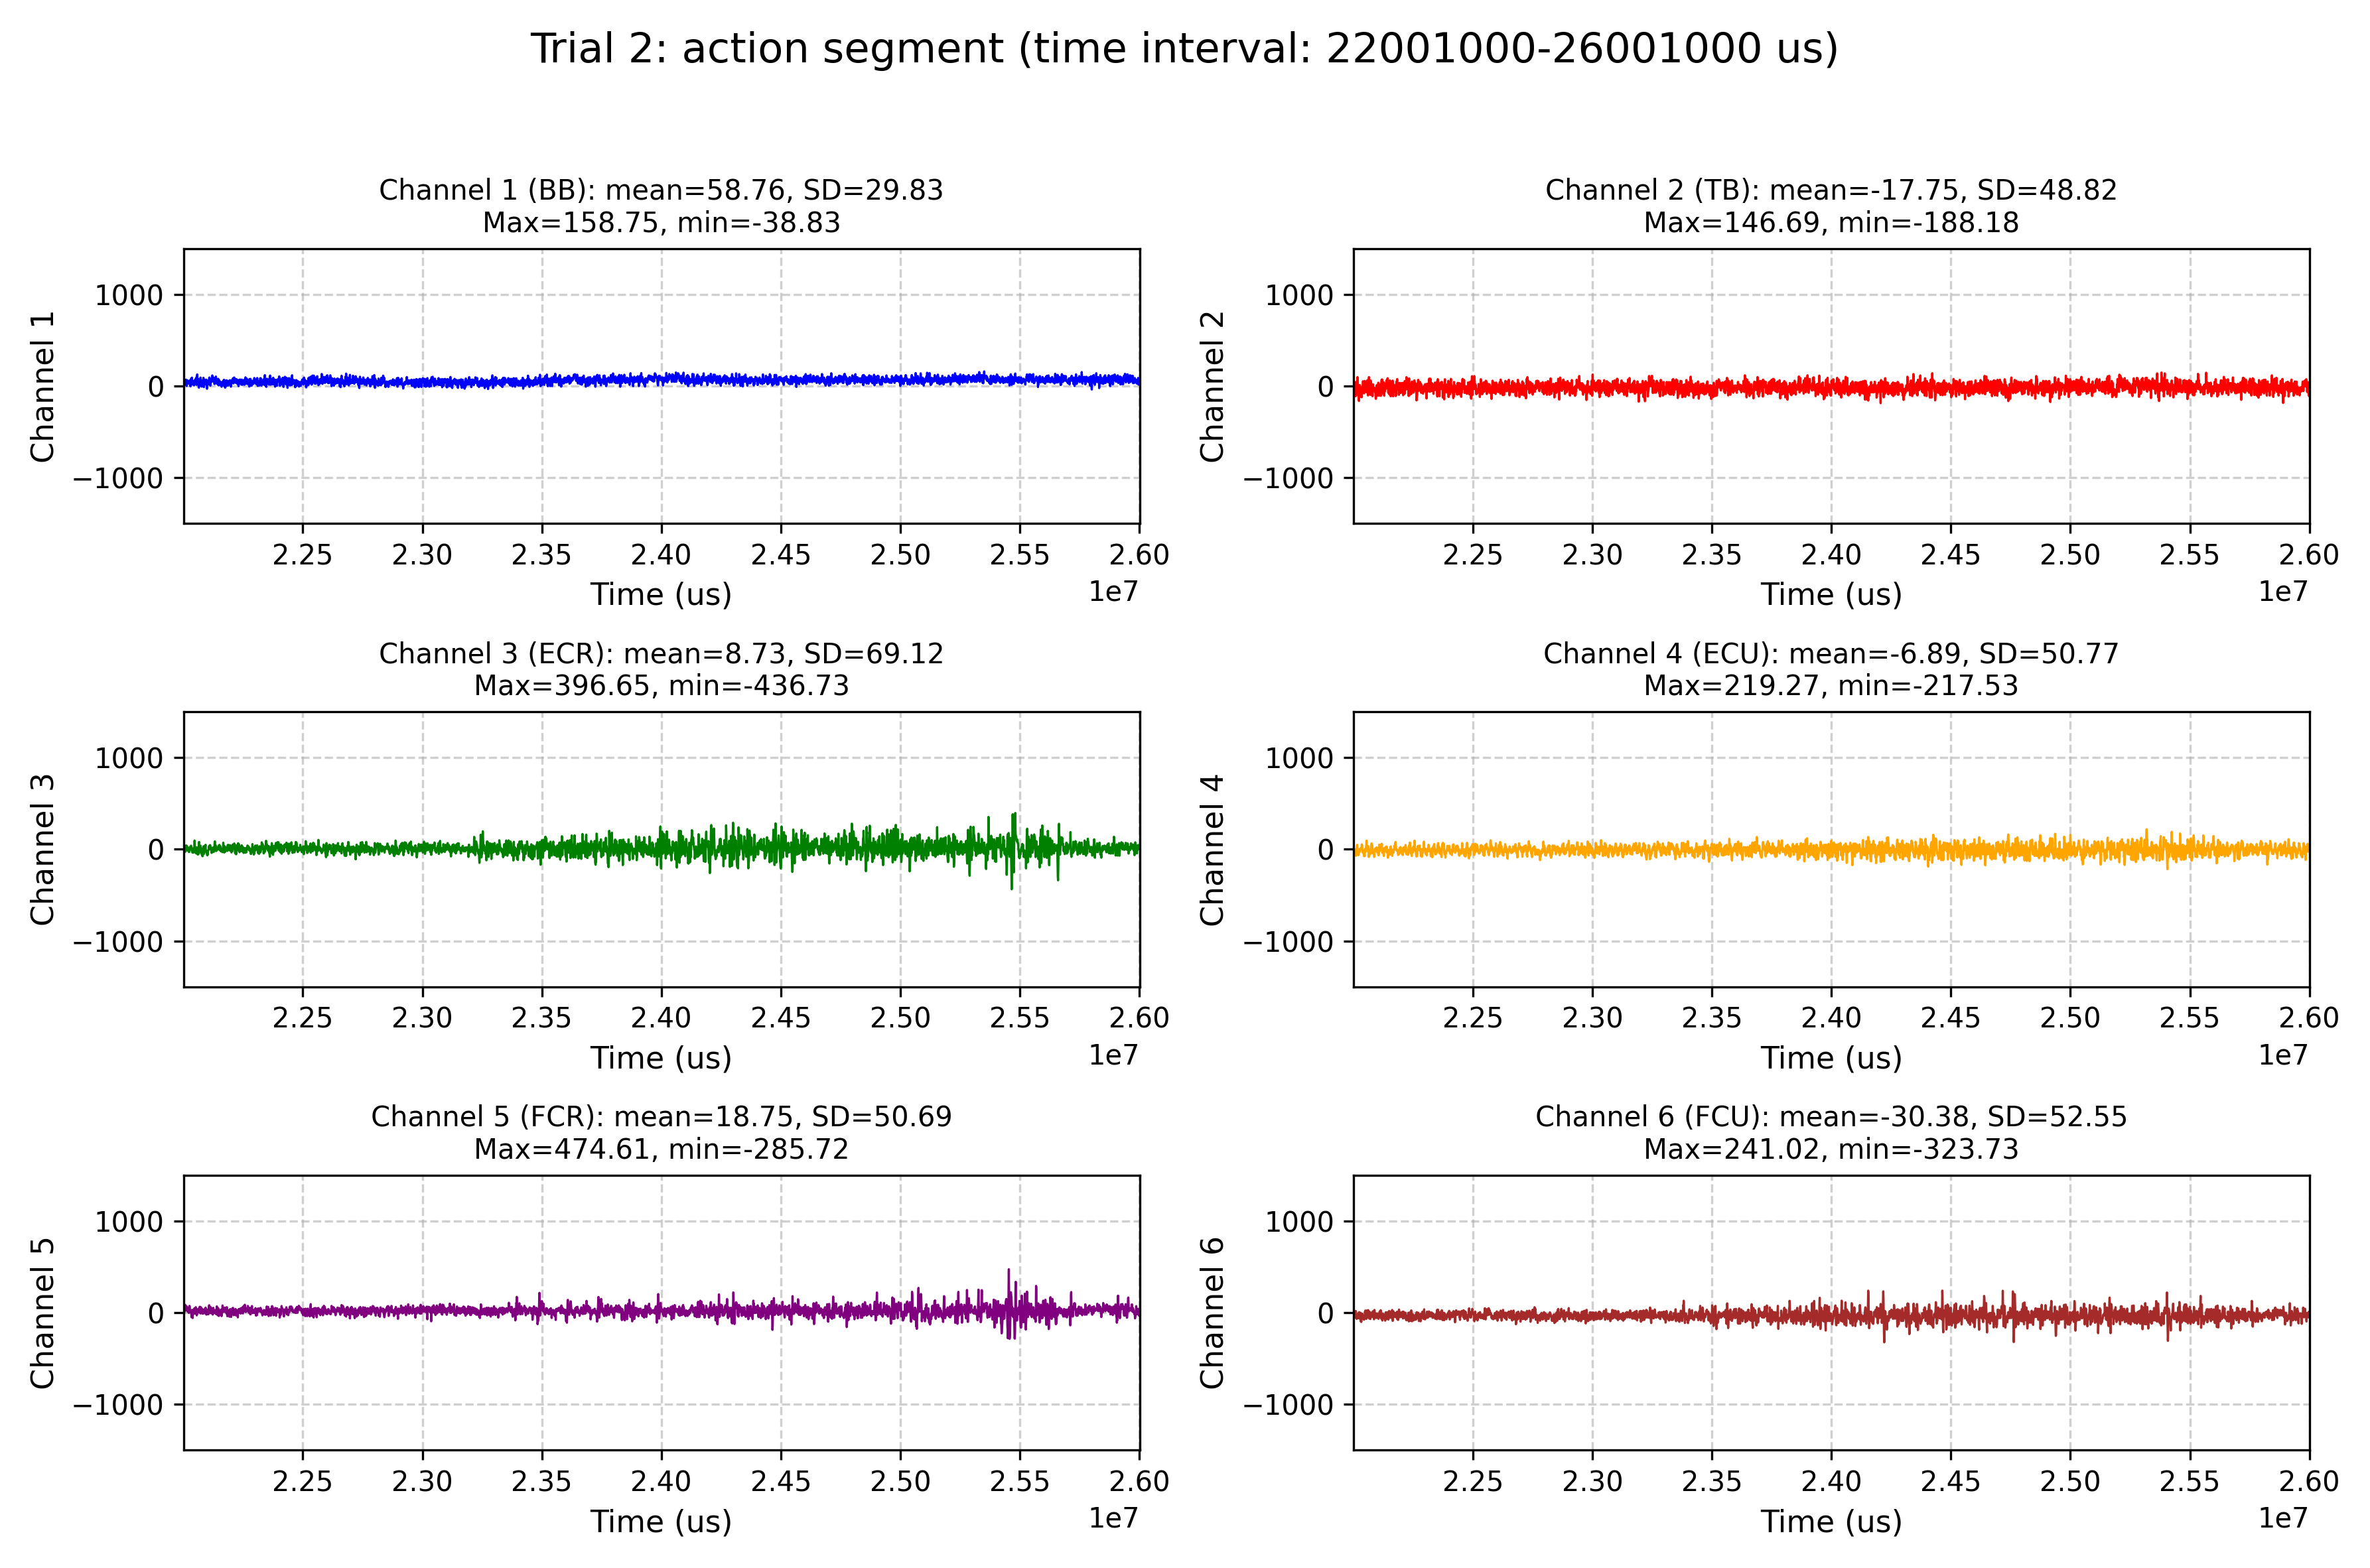 Trial 2: action segment (time interval: 22001000-26001000 us)
Channel 1 (BB): mean=58.76, SD=29.83
Max=158.75, min=-38.83
Channel 1
1000
0
−1000
2.25 2.30 2.35 2.40 2.45 2.50 2.55 2.60
Time (us)
1e7
Channel 2 (TB): mean=-17.75, SD=48.82
Max=146.69, min=-188.18
Channel 2
1000
0
−1000
2.25 2.30 2.35 2.40 2.45 2.50 2.55 2.60
Time (us)
1e7
Channel 3 (ECR): mean=8.73, SD=69.12
Max=396.65, min=-436.73
Channel 3
1000
0
−1000
2.25 2.30 2.35 2.40 2.45 2.50 2.55 2.60
Time (us)
1e7
Channel 4 (ECU): mean=-6.89, SD=50.77
Max=219.27, min=-217.53
Channel 4
1000
0
−1000
2.25 2.30 2.35 2.40 2.45 2.50 2.55 2.60
Time (us)
1e7
Channel 5 (FCR): mean=18.75, SD=50.69
Max=474.61, min=-285.72
Channel 5
1000
0
−1000
2.25 2.30 2.35 2.40 2.45 2.50 2.55 2.60
Time (us)
1e7
Channel 6 (FCU): mean=-30.38, SD=52.55
Max=241.02, min=-323.73
Channel 6
1000
0
−1000
2.25 2.30 2.35 2.40 2.45 2.50 2.55 2.60
Time (us)
1e7